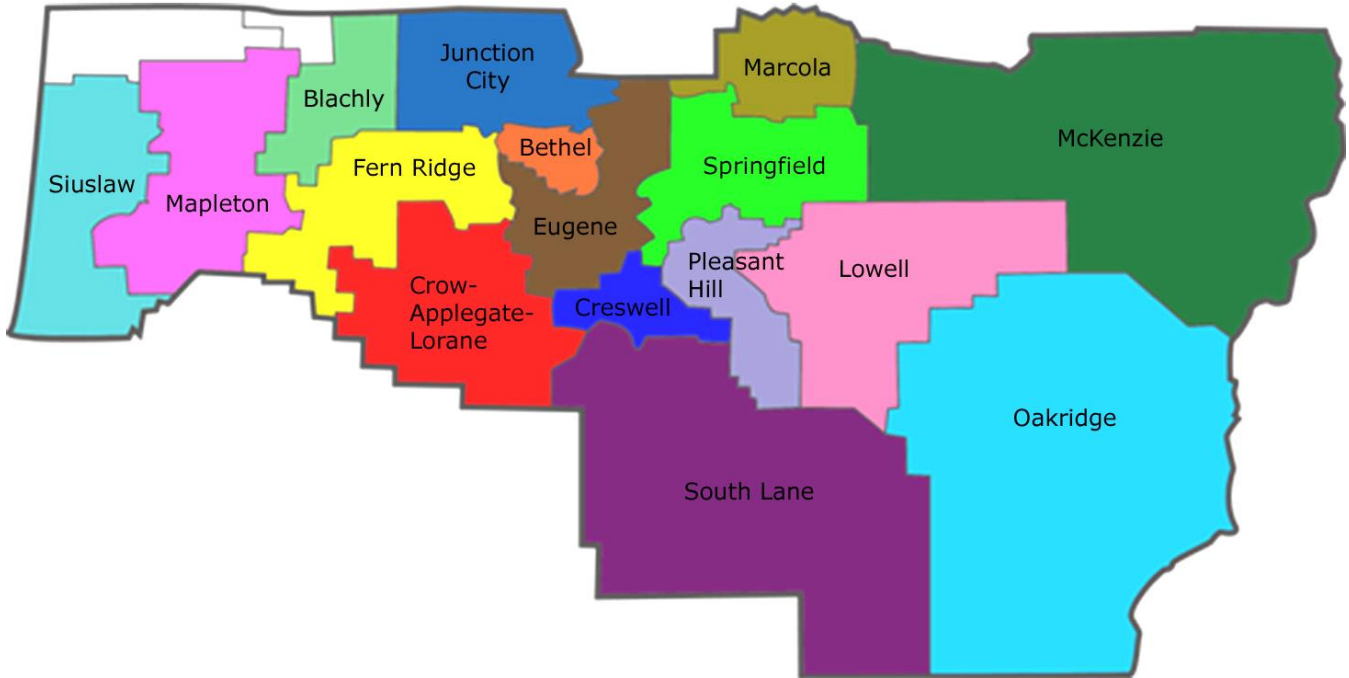 Junction
City
Marcola
Blachly
McKenzie
Bethel
Fern Ridge
Springfield
Siuslaw
Mapleton
Eugene
Pleasant
Hill
Lowell
Crow-
Applegate-
Lorane
Creswell
Oakridge
South Lane